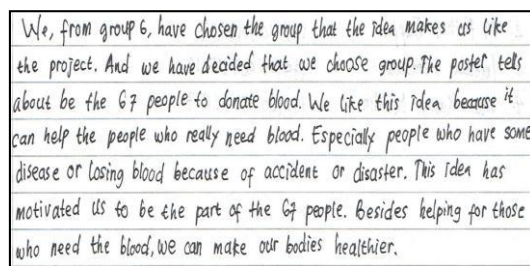 We, from group 6, have chosen the group that the idea makes us like
the project. And we have decided that we choose group. The poster tells
about be the 67 people to donate blood. We like this idea because it
can help the people who really need blood. Especially people who have some
disease or losing blood because of accident or disaster. This idea has
motivated us to be the part of the 67 people. Besides helping for those
who need the blood, we can make our bodies healthier.